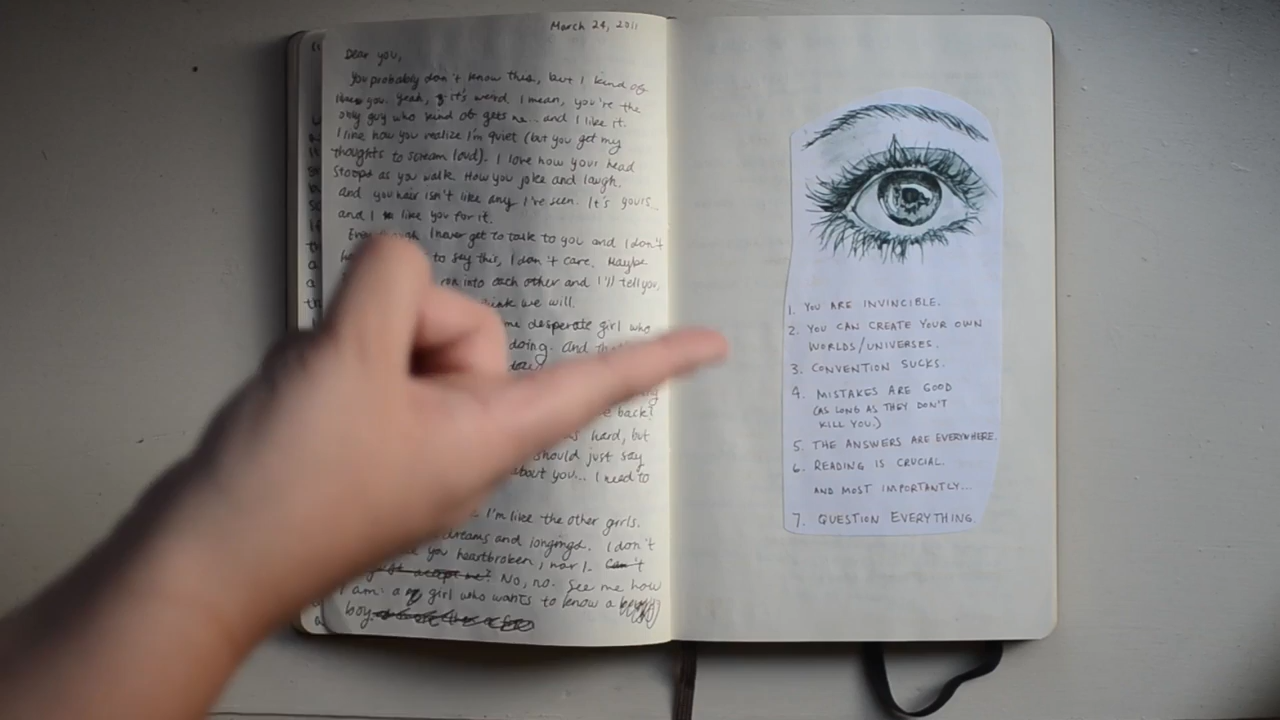 March 24, 2011
Dear you,
You probably don't know this, but I kind of
you. Yeah, it's weird. I mean, you're the
only guy who kind of gets me... and I like it.
I like how you realize I'm quiet (but you get my
thoughts to scream loud). I love how your head
stoops as you walk. How you joke and laugh.
and you hair isn't like any I've seen. It's yours...
and I like you for it.
I never get to talk to you and I don't
to say this, I don't care. Maybe
run into each other and I'll tell you,
think we will.
me desperate girl who
doing. And
back?
hard, but
should just say
about you... I need to
I'm like the other girls.
dreams and longings. I don't
you heartbroken, nor I. Can't
accept me? No, no. See me how
I am: a girl who wants to know a
boy.
1. YOU ARE INVINCIBLE.
2. YOU CAN CREATE YOUR OWN
WORLDS/UNIVERSES.
3. CONVENTION SUCKS.
4. MISTAKES ARE GOOD
(AS LONG AS THEY DON'T
KILL YOU.)
5. THE ANSWERS ARE EVERYWHERE.
6. READING IS CRUCIAL.
AND MOST IMPORTANTLY...
7. QUESTION EVERYTHING.